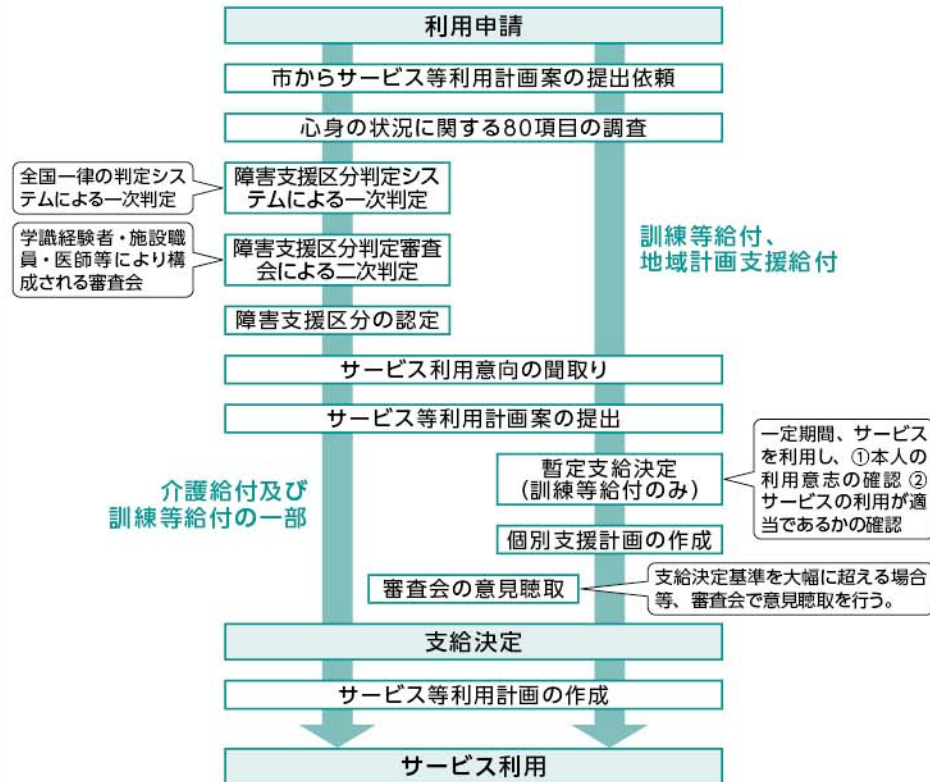 利用申請
市からサービス等利用計画案の提出依頼
心身の状況に関する80項目の調査
全国一律の判定シス
テムによる一次判定
障害支援区分判定シス
テムによる一次判定
学識経験者・施設職
員・医師等により構
成される審査会
障害支援区分判定審査
会による二次判定
訓練等給付、
地域計画支援給付
障害支援区分の認定
サービス利用意向の聞取り
サービス等利用計画案の提出
介護給付及び
訓練等給付の一部
暫定支給決定
(訓練等給付のみ)
一定期間、サービス
を利用し、①本人の
利用意志の確認 ②
サービスの利用が適
当であるかの確認
個別支援計画の作成
審査会の意見聴取
支給決定基準を大幅に超える場合
等、審査会で意見聴取を行う。
支給決定
サービス等利用計画の作成
サービス利用